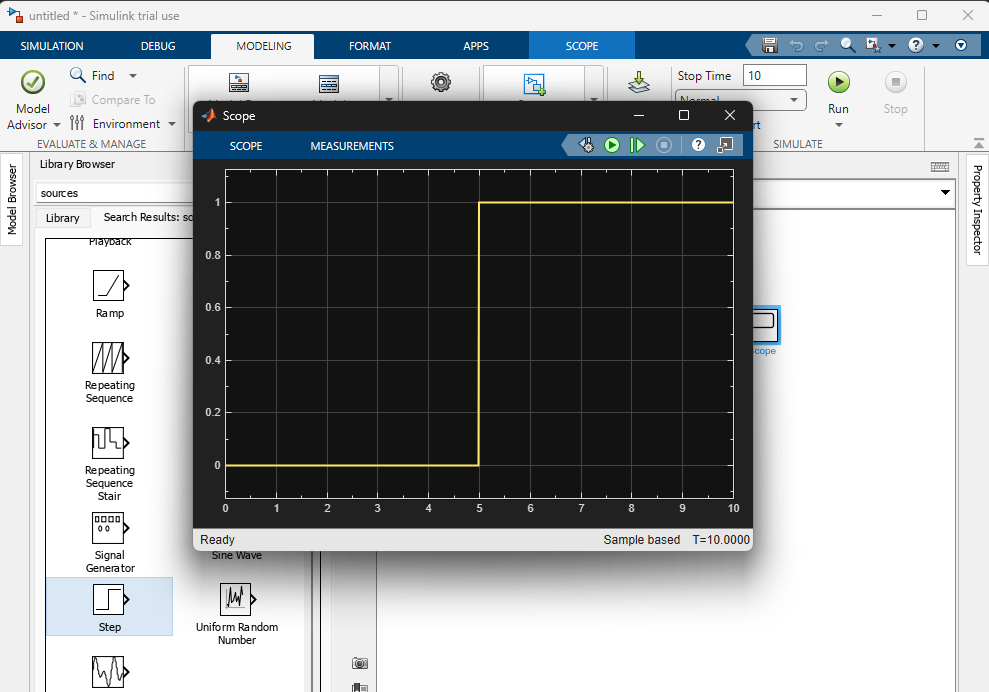 untitled * - Simulink trial use
SIMULATION
DEBUG
MODELING
FORMAT
APPS
SCOPE
Model
Advisor
Find
Compare To
Environment
EVALUATE & MANAGE
Stop Time
10
Normal
Run
Stop
SIMULATE
Model Browser
Library Browser
sources
Library
Search Results:
Playback
Ramp
Repeating
Sequence
Repeating
Sequence
Stair
Signal
Generator
Sine Wave
Step
Uniform Random
Number
Scope
SCOPE
MEASUREMENTS
1
0.8
0.6
0.4
0.2
0
0 1 2 3 4 5 6 7 8 9 10
Ready
Sample based
T=10.0000
cope
Property Inspector